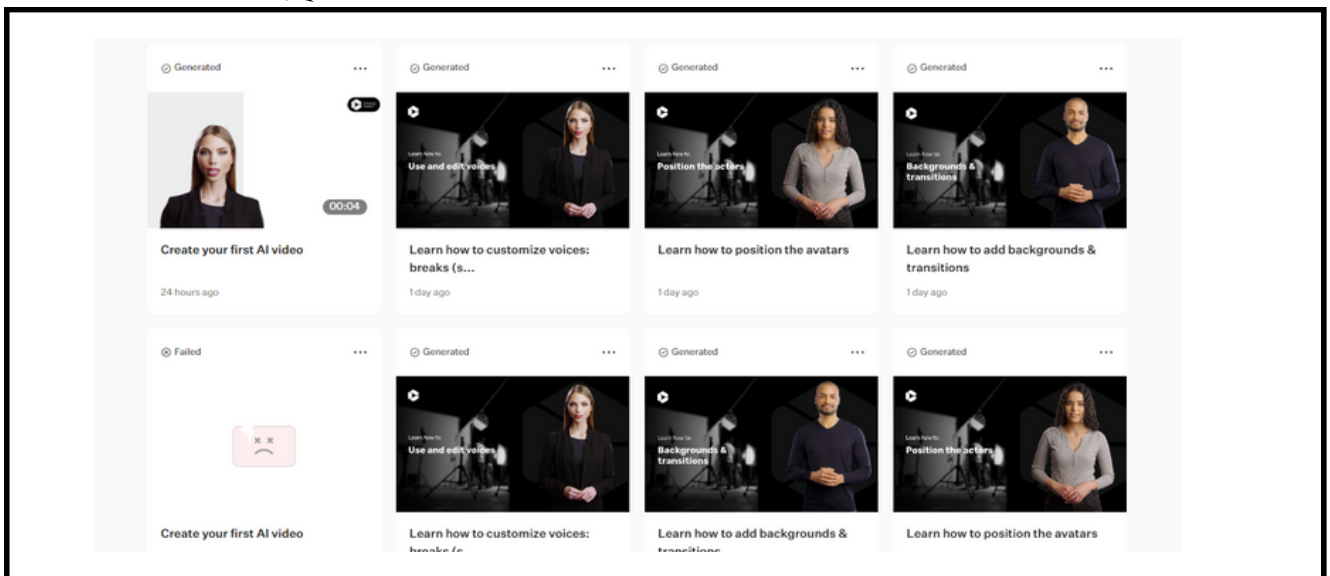 Generated
Generated
Generated
Generated
Learn how to
Use and edit voices
Learn how to
Position the actors
Learn how to
Backgrounds &
transitions
00:04
Create your first AI video
Learn how to customize voices:
breaks (s...
Learn how to position the avatars
Learn how to add backgrounds &
transitions
24 hours ago
1 day ago
1 day ago
1 day ago
Failed
Generated
Generated
Generated
Learn how to
Use and edit voices
Learn how to
Backgrounds &
transitions
Learn how to
Position the actors
Create your first AI video
Learn how to customize voices:
breaks (s
Learn how to add backgrounds &
transitions
Learn how to position the avatars